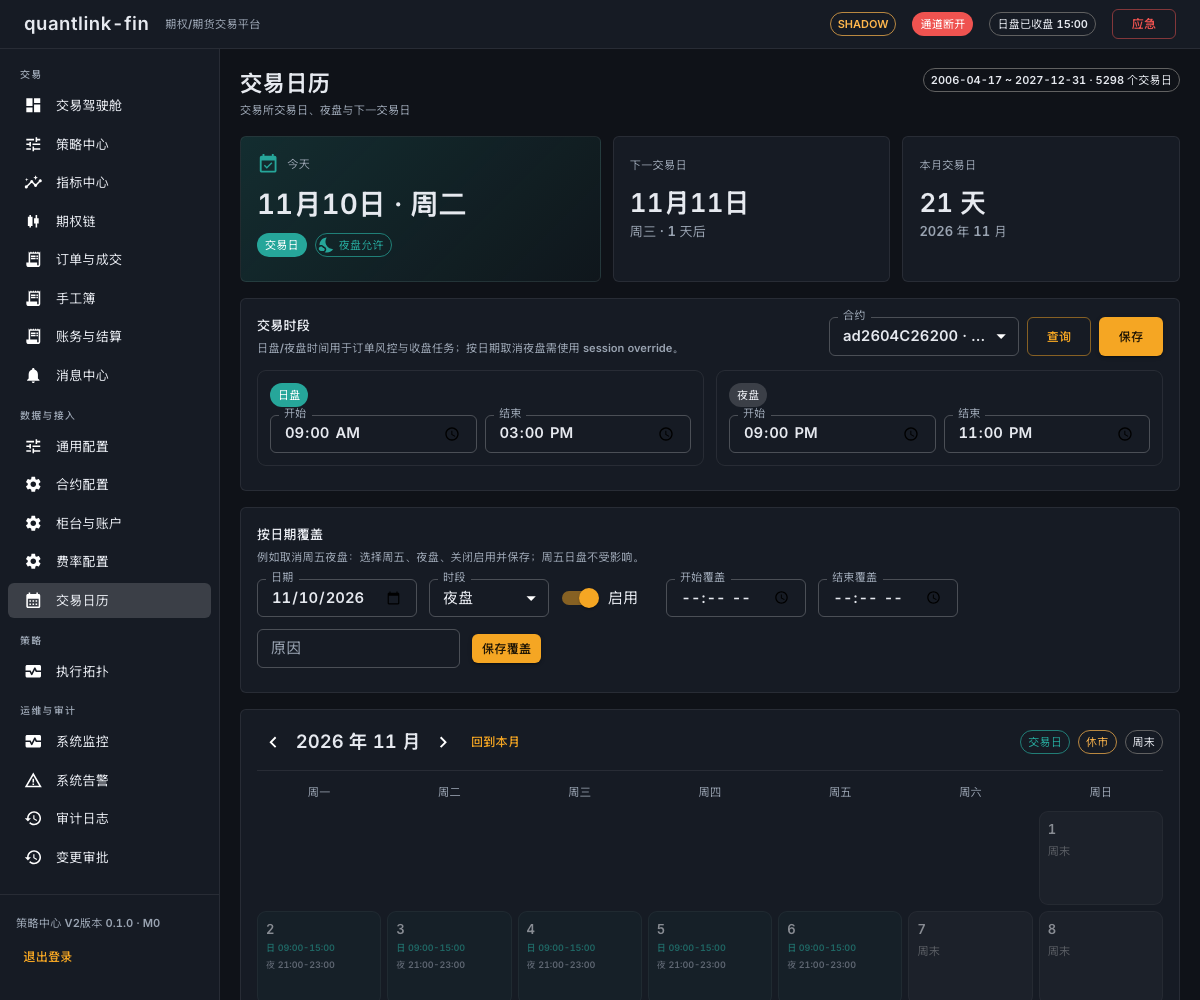 quantlink-fin 期权/期货交易平台 SHADOW 通道断开 日盘已收盘 15:00 应急
交易
交易驾驶舱
策略中心
指标中心
期权链
订单与成交
手工簿
账务与结算
消息中心
数据与接入
通用配置
合约配置
柜台与账户
费率配置
交易日历
策略
执行拓扑
运维与审计
系统监控
系统告警
审计日志
变更审批
策略中心 V2版本 0.1.0 · M0
退出登录
交易日历
2006-04-17 ~ 2027-12-31 · 5298 个交易日
交易所交易日、夜盘与下一交易日
今天
11月10日 · 周二
交易日 夜盘允许
下一交易日
11月11日
周三 · 1 天后
本月交易日
21 天
2026 年 11 月
交易时段
日盘/夜盘时间用于订单风控与收盘任务；按日期取消夜盘需使用 session override。
合约
ad2604C26200 · ... 查询 保存
日盘
开始 结束
09:00 AM 03:00 PM
夜盘
开始 结束
09:00 PM 11:00 PM
按日期覆盖
例如取消周五夜盘：选择周五、夜盘、关闭启用并保存；周五日盘不受影响。
日期 时段 开始覆盖 结束覆盖
11/10/2026 夜盘 启用 --:-- -- --:-- --
原因 保存覆盖
2026 年 11 月 回到本月 交易日 休市 周末
周一 周二 周三 周四 周五 周六 周日
1
周末
2 3 4 5 6 7 8
日 09:00-15:00 日 09:00-15:00 日 09:00-15:00 日 09:00-15:00 日 09:00-15:00 周末 周末
夜 21:00-23:00 夜 21:00-23:00 夜 21:00-23:00 夜 21:00-23:00 夜 21:00-23:00